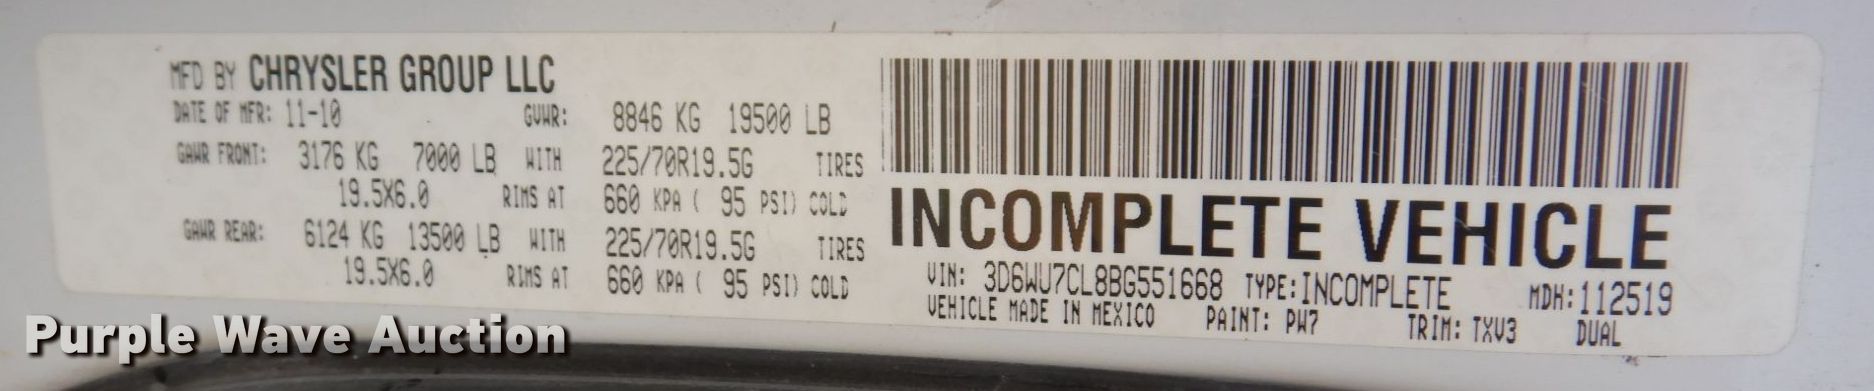 MFD BY CHRYSLER GROUP LLC
DATE OF MFR: 11-10 GVWR: 8846 KG 19500 LB
GAWR FRONT: 3176 KG 7000 LB WITH 225/70R19.5G TIRES
19.5X6.0 RIMS AT 660 KPA ( 95 PSI) COLD
GAWR REAR: 6124 KG 13500 LB WITH 225/70R19.5G TIRES
19.5X6.0 RIMS AT 660 KPA ( 95 PSI) COLD
INCOMPLETE VEHICLE
VIN: 3D6WU7CL8BG551668 TYPE: INCOMPLETE MDH: 112519
VEHICLE MADE IN MEXICO PAINT: PW7 TRIM: TXV3 DUAL
Purple Wave Auction